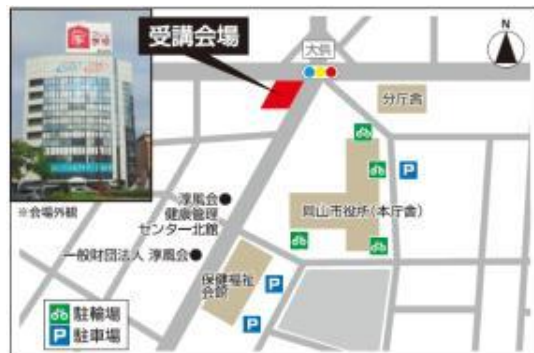 受講会場
大供
N
分庁舎
※会場外観
淳風会
健康管理
センター北館
岡山市役所(本庁舎)
一般財団法人 淳風会
保健福祉
会館
P
P
P
駐輪場
P 駐車場